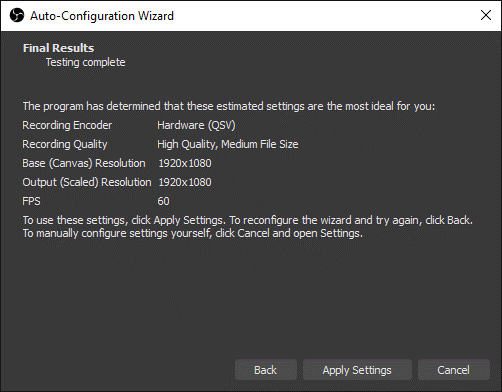 Auto-Configuration Wizard
Final Results
Testing complete
The program has determined that these estimated settings are the most ideal for you:
Recording Encoder Hardware (QSV)
Recording Quality High Quality, Medium File Size
Base (Canvas) Resolution 1920x1080
Output (Scaled) Resolution 1920x1080
FPS 60
To use these settings, click Apply Settings. To reconfigure the wizard and try again, click Back.
To manually configure settings yourself, click Cancel and open Settings.
Back Apply Settings Cancel